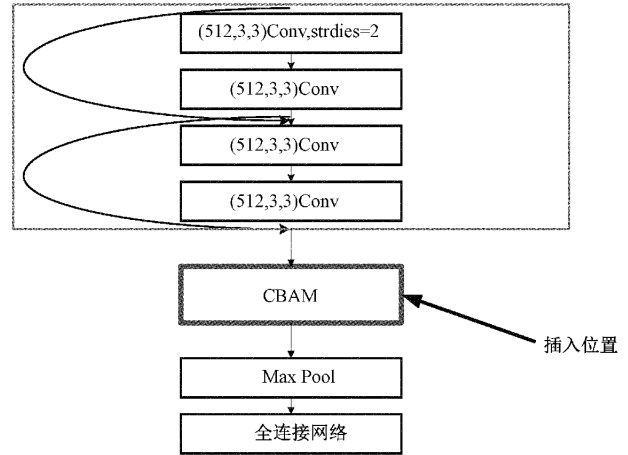 (512,3,3)Conv,strdies=2
(512,3,3)Conv
(512,3,3)Conv
(512,3,3)Conv
CBAM
插入位置
Max Pool
全连接网络